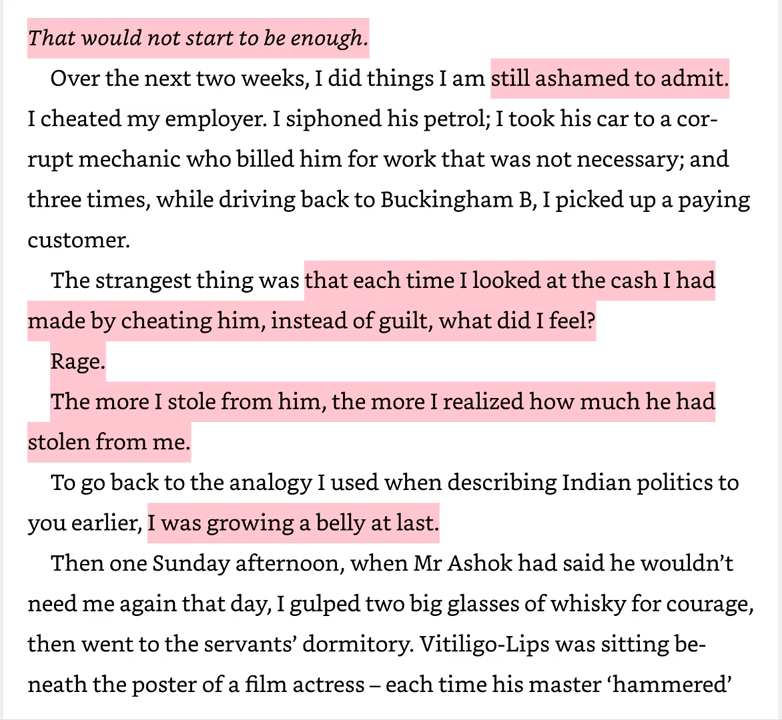 That would not start to be enough.
Over the next two weeks, I did things I am still ashamed to admit.
I cheated my employer. I siphoned his petrol; I took his car to a cor-
rupt mechanic who billed him for work that was not necessary; and
three times, while driving back to Buckingham B, I picked up a paying
customer.
The strangest thing was that each time I looked at the cash I had
made by cheating him, instead of guilt, what did I feel?
Rage.
The more I stole from him, the more I realized how much he had
stolen from me.
To go back to the analogy I used when describing Indian politics to
you earlier, I was growing a belly at last.
Then one Sunday afternoon, when Mr Ashok had said he wouldn’t
need me again that day, I gulped two big glasses of whisky for courage,
then went to the servants’ dormitory. Vitiligo-Lips was sitting be-
neath the poster of a film actress – each time his master ‘hammered’